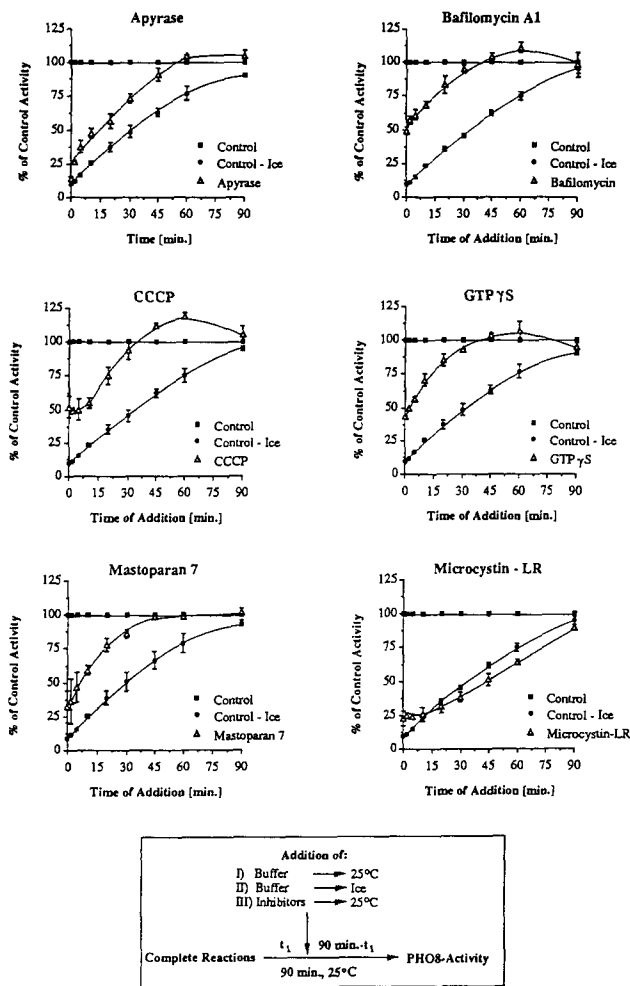 Apyrase
% of Control Activity
125
100
75
50
25
0
Control
Control - Ice
Apyrase
0 15 30 45 60 90
Time [min.]
Bafilomycin A1
% of Control Activity
125
100
75
50
25
0
Control
Control - Ice
Bafilomycin
0 15 30 45 60 75 90
Time of Addition [min.]
CCCP
% of Control Activity
125
100
75
50
25
0
Control
Control - Ice
CCCP
0 15 30 45 60 75 90
Time of Addition [min.]
GTPγS
% of Control Activity
125
100
75
50
25
0
Control
Control - Ice
GTPγS
0 15 30 45 60 75 90
Time of Addition [min.]
Mastoparan 7
% of Control Activity
125
100
75
50
25
0
Control
Control - Ice
Mastoparan 7
0 15 30 45 60 75 90
Time of Addition [min.]
Microcystin - LR
% of Control Activity
125
100
75
50
25
0
Control
Control - Ice
Microcystin-LR
0 15 30 45 60 75 90
Time of Addition [min.]
Addition of:
I) Buffer 25°C
II) Buffer Ice
III) Inhibitors 25°C
t1 90 min.-t1
Complete Reactions PHO8-Activity
90 min., 25°C